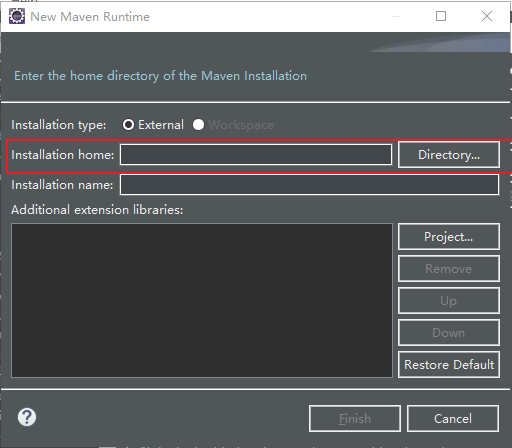 New Maven Runtime
Enter the home directory of the Maven Installation
Installation type: External Workspace
Installation home: Directory...
Installation name:
Additional extension libraries:
Project...
Remove
Up
Down
Restore Default
? Finish Cancel